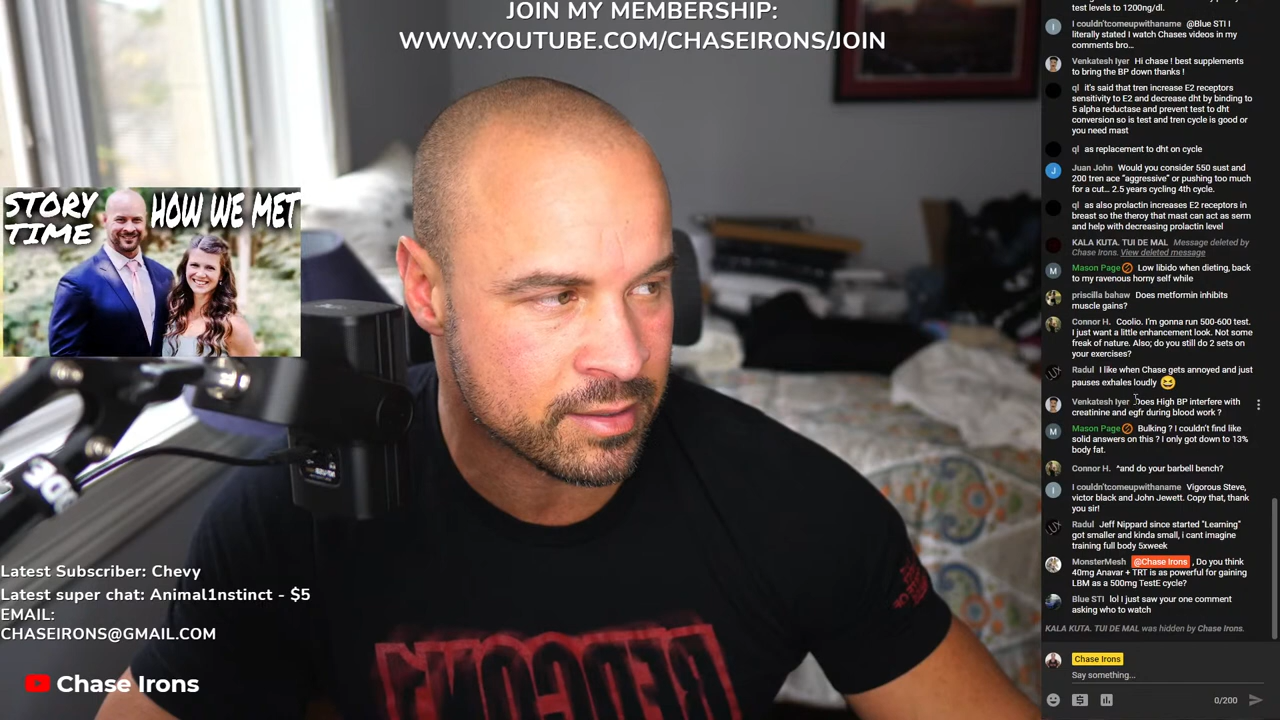 JOIN MY MEMBERSHIP:
WWW.YOUTUBE.COM/CHASEIRONS/JOIN
STORY
TIME
HOW WE MET
Latest Subscriber: Chevy
Latest super chat: Animal1nstinct - $5
EMAIL:
CHASEIRONS@GMAIL.COM
Chase Irons
test levels to 1200ng/dl.
I couldn'tcomeupwithaname @Blue STI I
literally stated I watch Chases videos in my
comments bro…
Venkatesh Iyer Hi chase ! best supplements
to bring the BP down thanks !
ql it's said that tren increase E2 receptors
sensitivity to E2 and decrease dht by binding to
5 alpha reductase and prevent test to dht
conversion so is test and tren cycle is good or
you need mast
ql as replacement to dht on cycle
J
Juan John Would you consider 550 sust and
200 tren ace "aggressive" or pushing too much
for a cut… 2.5 years cycling 4th cycle.
ql as also prolactin increases E2 receptors in
breast so the theroy that mast can act as serm
and help with decreasing prolactin level
KALA KUTA. TUI DE MAL Message deleted by
Chase Irons. View deleted message
M
Mason Page Low libido when dieting, back
to my ravenous horny self while
priscilla bahaw Does metformin inhibits
muscle gains?
Connor H. Coolio. I'm gonna run 500-600 test.
I just want a little enhancement look. Not some
freak of nature. Also; do you still do 2 sets on
your exercises?
Radul I like when Chase gets annoyed and just
pauses exhales loudly 😆
Venkatesh Iyer Does High BP interfere with
creatinine and egfr during blood work ?
M
Mason Page Bulking ? I couldn't find like
solid answers on this ? I only got down to 13%
body fat.
Connor H. ^and do your barbell bench?
I
I couldn'tcomeupwithaname Vigorous Steve,
victor black and John Jewett. Copy that, thank
you sir!
Radul Jeff Nippard since started "Learning"
got smaller and kinda small, i cant imagine
training full body 5xweek
MonsterMesh @Chase Irons , Do you think
40mg Anavar + TRT is as powerful for gaining
LBM as a 500mg TestE cycle?
Blue STI lol I just saw your one comment
asking who to watch
KALA KUTA. TUI DE MAL was hidden by Chase Irons.
Chase Irons
Say something...
0/200